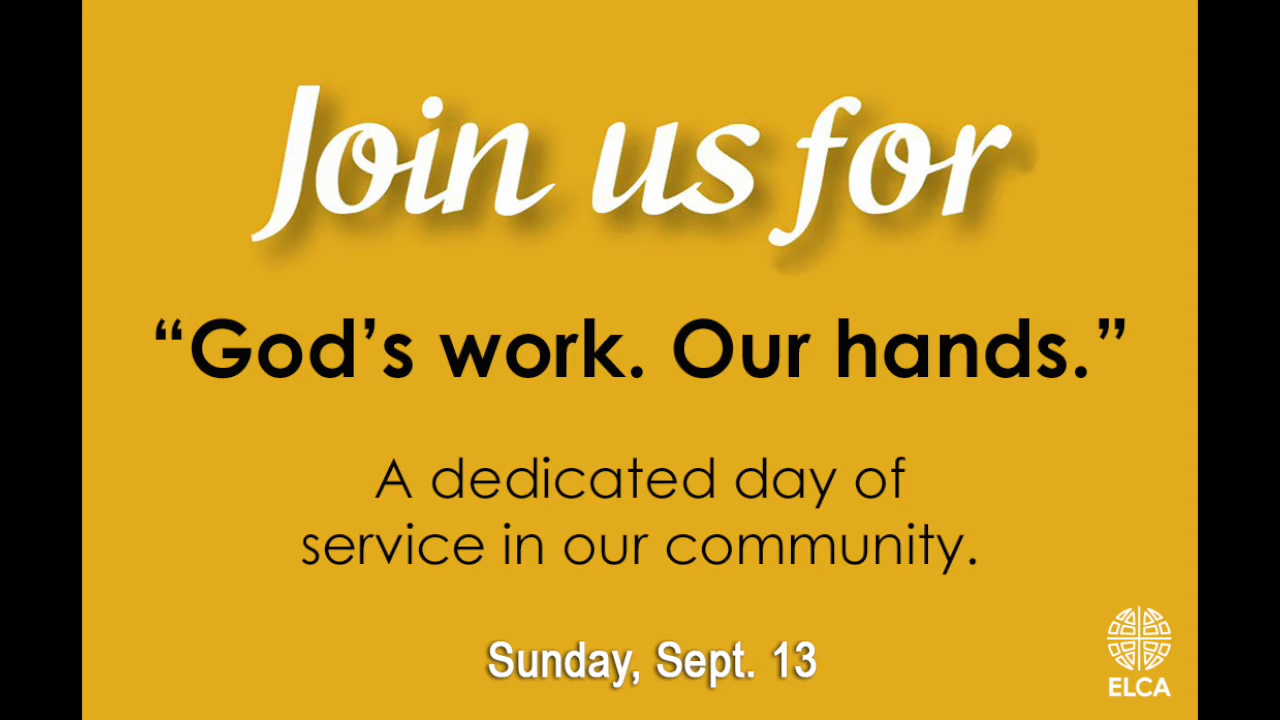 Join us for
“God’s work. Our hands.”
A dedicated day of
service in our community.
Sunday, Sept. 13
ELCA